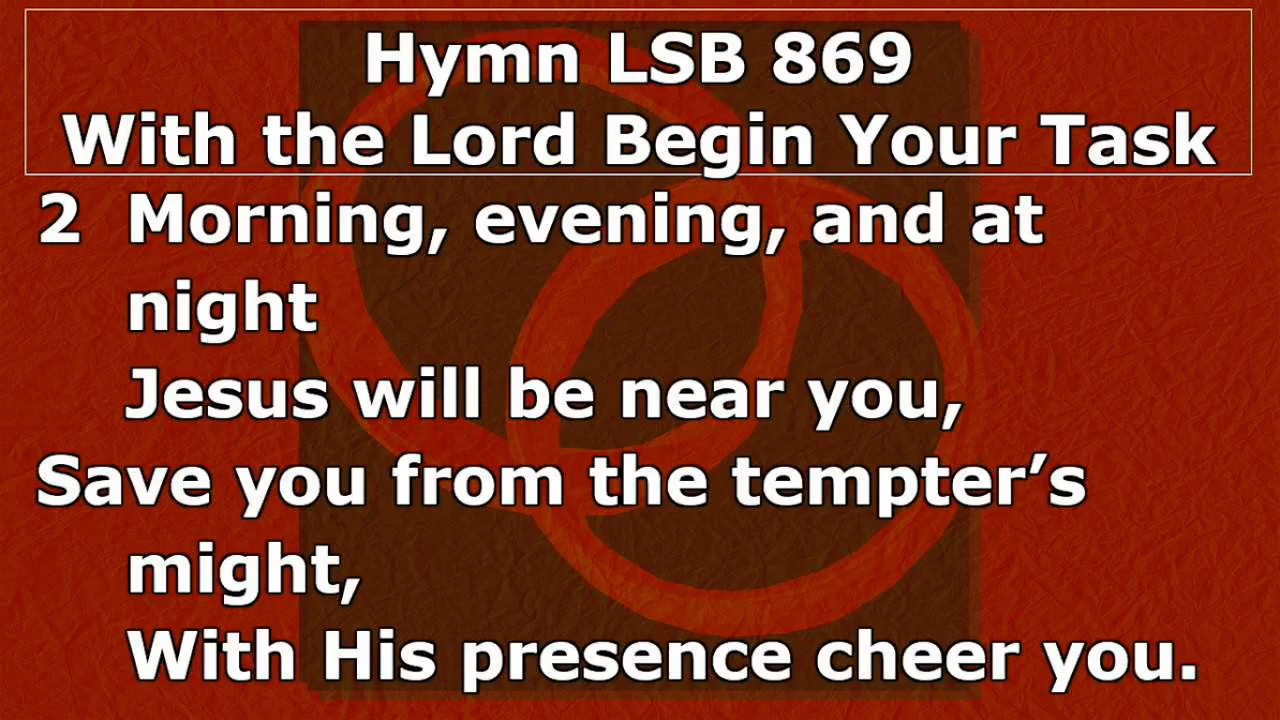 Hymn LSB 869
With the Lord Begin Your Task
2 Morning, evening, and at
night
Jesus will be near you,
Save you from the tempter’s
might,
With His presence cheer you.